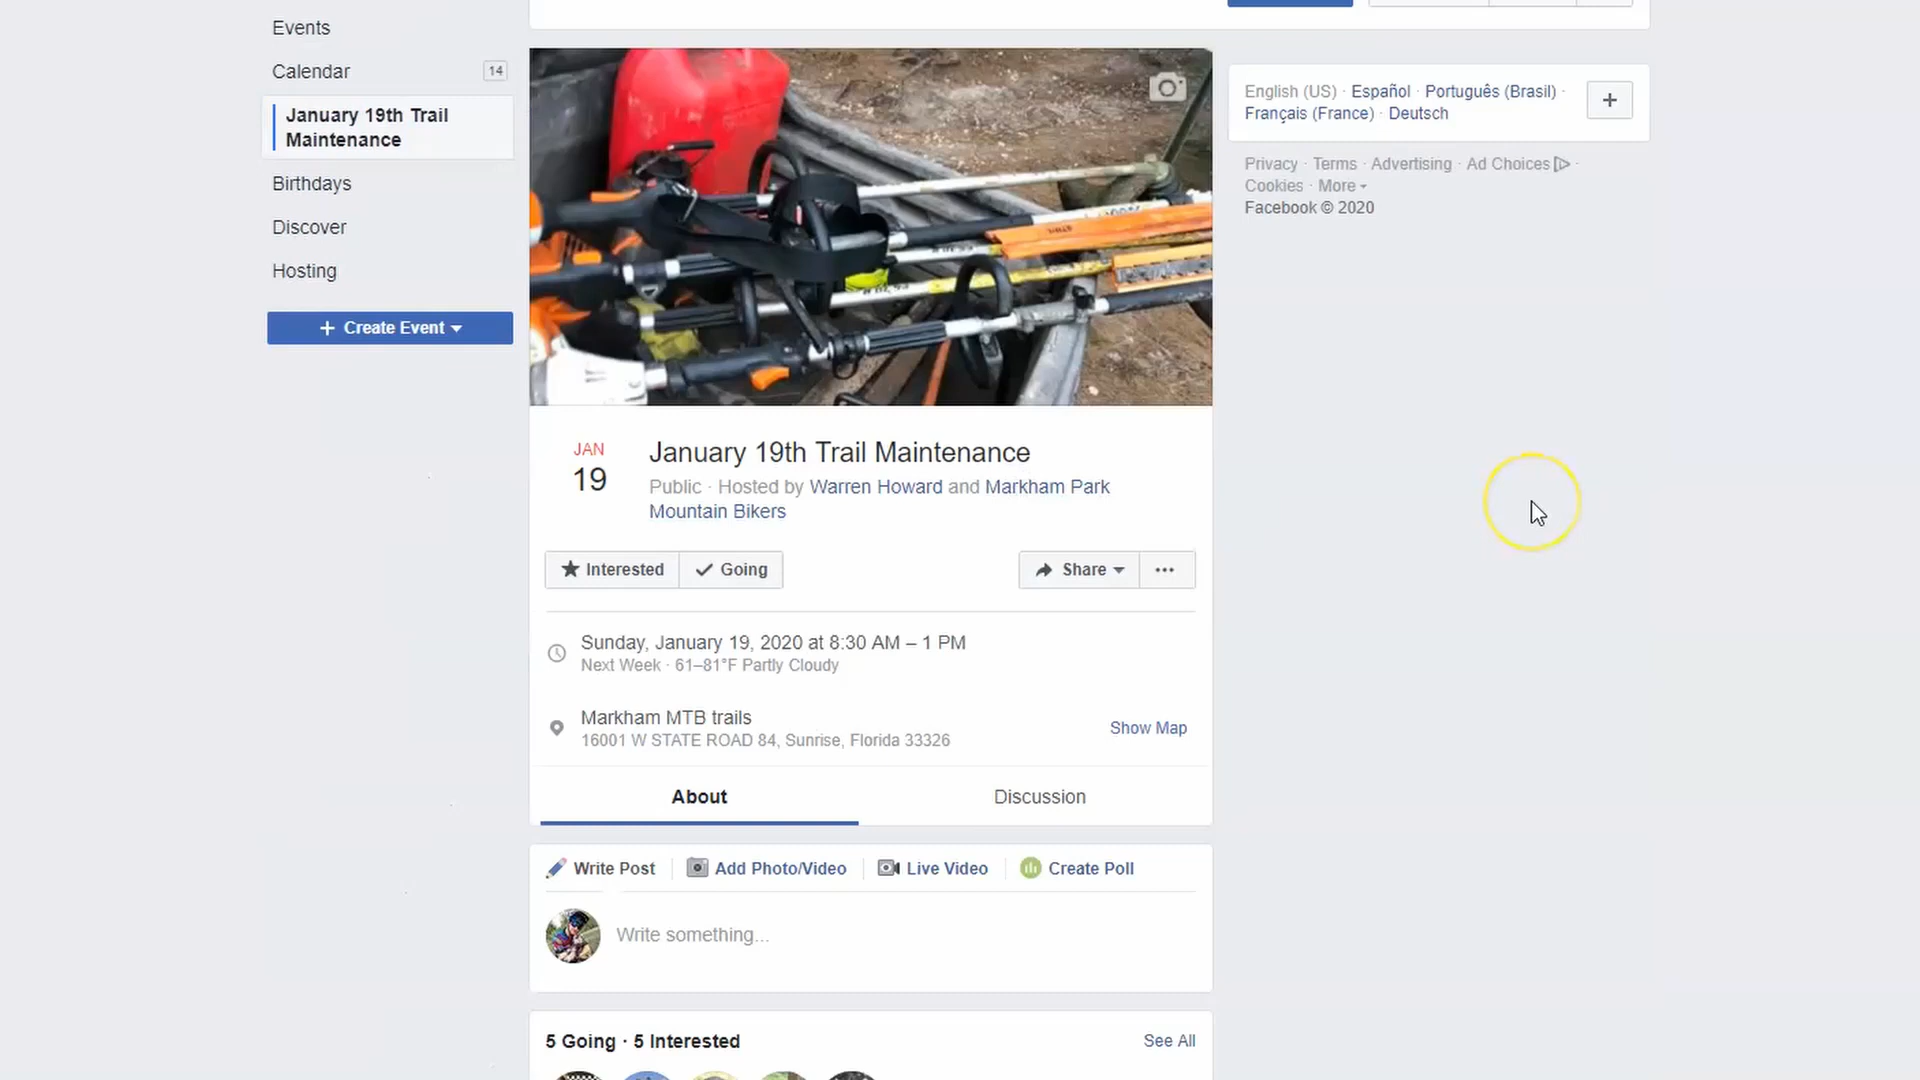 Events
Calendar 14
January 19th Trail
Maintenance
Birthdays
Discover
Hosting
+ Create Event
JAN
19
January 19th Trail Maintenance
Public · Hosted by Warren Howard and Markham Park
Mountain Bikers
Interested
Going
Share
Sunday, January 19, 2020 at 8:30 AM – 1 PM
Next Week · 61–81°F Partly Cloudy
Markham MTB trails
16001 W STATE ROAD 84, Sunrise, Florida 33326
Show Map
About
Discussion
Write Post
Add Photo/Video
Live Video
Create Poll
Write something...
5 Going · 5 Interested
See All
English (US) · Español · Português (Brasil) ·
Français (France) · Deutsch
Privacy · Terms · Advertising · Ad Choices ·
Cookies · More
Facebook © 2020